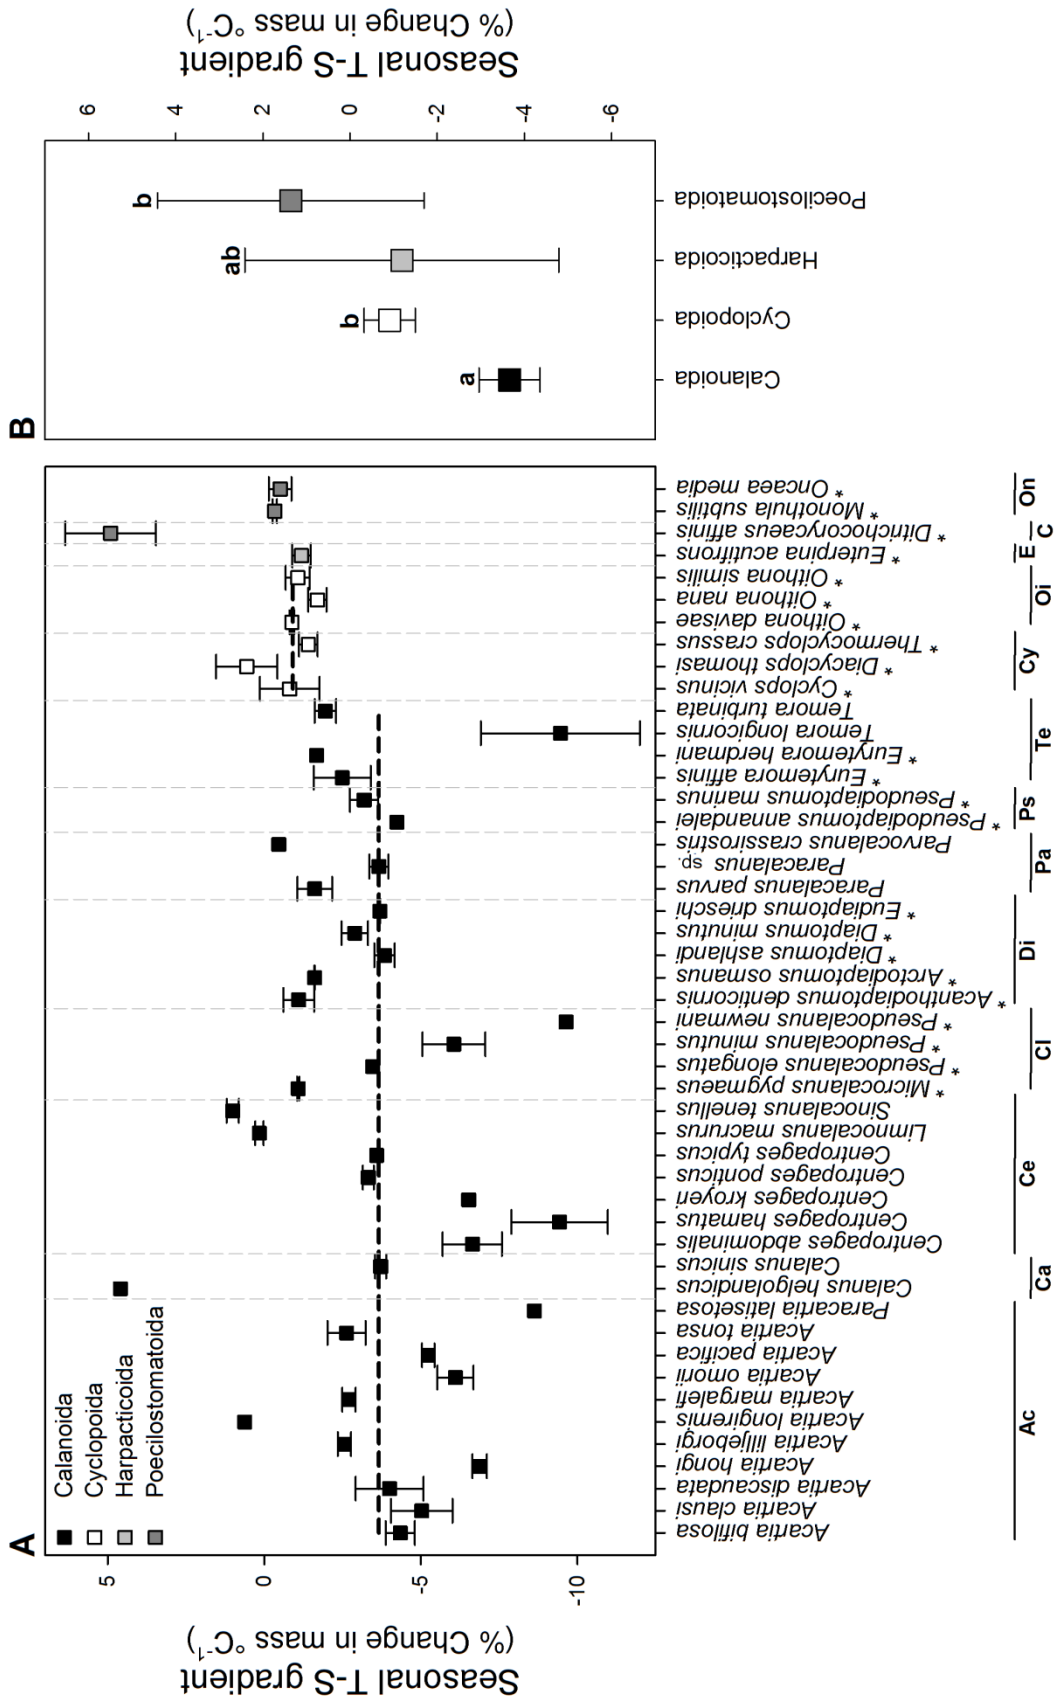 A
Seasonal T-S gradient
(% Change in mass °C-1)
5
0
-5
-10
Calanoida
Cyclopoida
Harpacticoida
Poecilostomatoida
Acartia bifilosa
Acartia clausi
Acartia discaudata
Acartia hongi
Acartia lilljeborgi
Acartia longiremis
Acartia margalefi
Acartia omorii
Acartia pacifica
Acartia tonsa
Paracartia latisetosa
Calanus helgolandicus
Calanus sinicus
Centropages abdominalis
Centropages hamatus
Centropages kroyeri
Centropages ponticus
Centropages typicus
Limnocalanus macrurus
Sinocalanus tenellus
* Microcalanus pygmaeus
* Pseudocalanus elongatus
* Pseudocalanus minutus
* Pseudocalanus newmani
* Acanthodiaptomus denticornis
* Arctodiaptomus osmanus
* Diaptomus ashlandi
* Diaptomus minutus
* Eudiaptomus drieschi
Paracalanus parvus
Paracalanus sp.
Parvocalanus crassirostris
* Pseudodiaptomus annandalei
* Pseudodiaptomus marinus
* Eurytemora affinis
* Eurytemora herdmani
Temora longicornis
Temora turbinata
* Cyclops vicinus
* Diacyclops thomasi
* Thermocyclops crassus
* Oithona davisae
* Oithona nana
* Oithona similis
* Euterpina acutifrons
* Ditrichocorycaeus affinis
* Monothula subtilis
* Oncaea media
Ac
Ca
Ce
Cl
Di
Pa
Ps
Te
Cy
Oi
E
C
On
B
a
b
ab
b
Calanoida
Cyclopoida
Harpacticoida
Poecilostomatoida
6
4
2
0
-2
-4
-6
Seasonal T-S gradient
(% Change in mass °C-1)